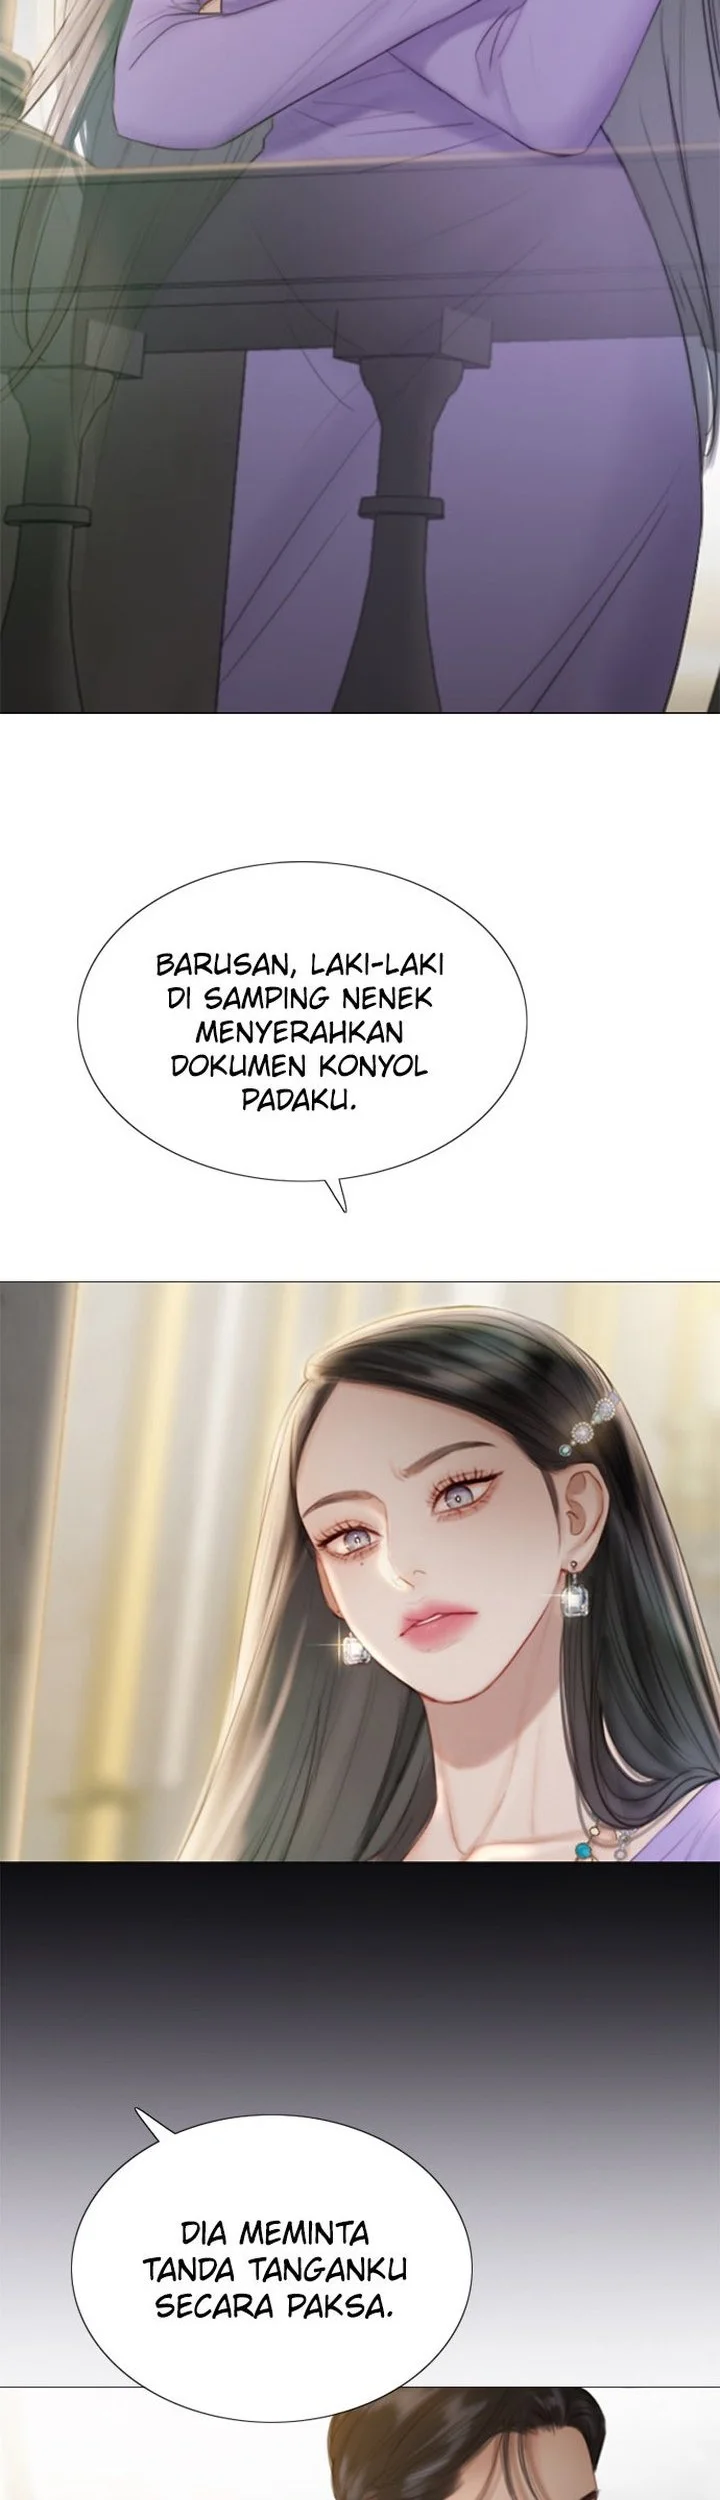 BARUSAN, LAKI-LAKI
DI SAMPING NENEK
MENYERAHKAN
DOKUMEN KONYOL
PADAKU.
DIA MEMINTA
TANDA TANGANKU
SECARA PAKSA.